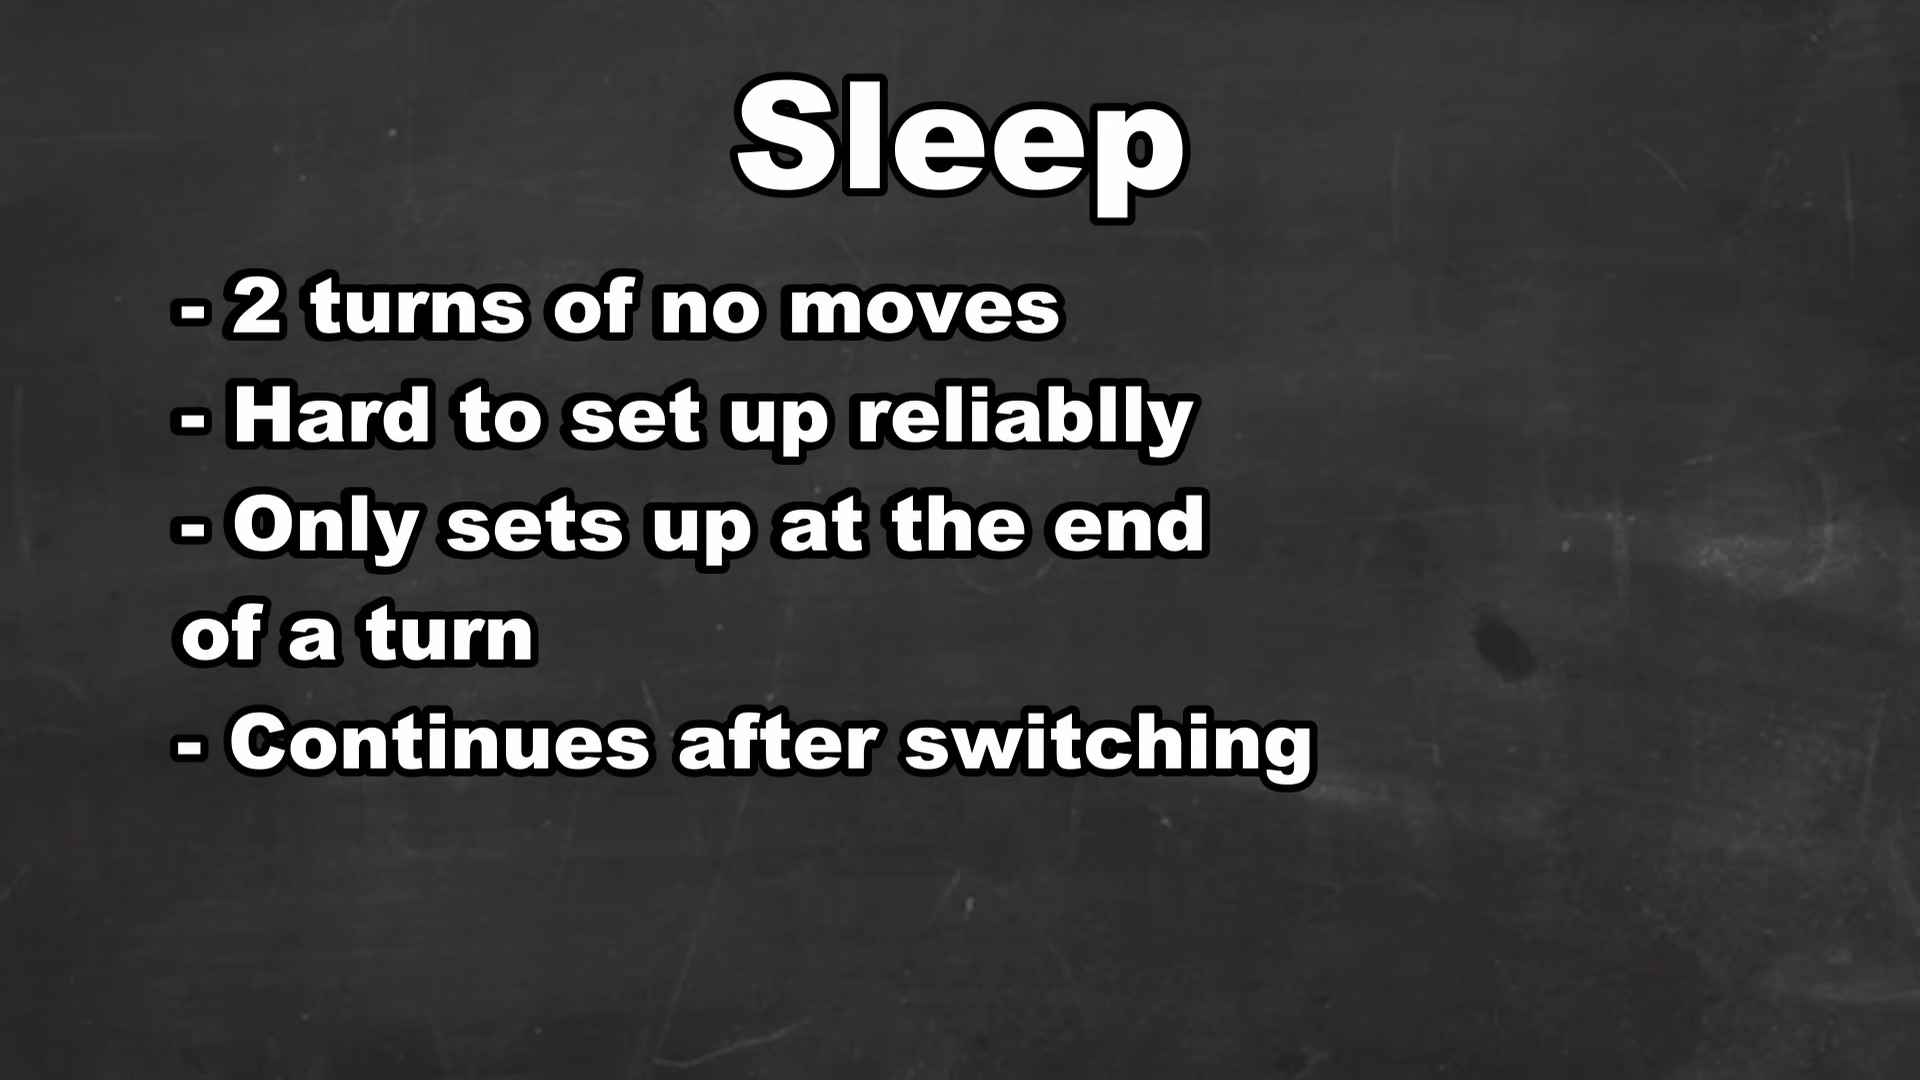 Sleep
- 2 turns of no moves
- Hard to set up reliablly
- Only sets up at the end
of a turn
- Continues after switching